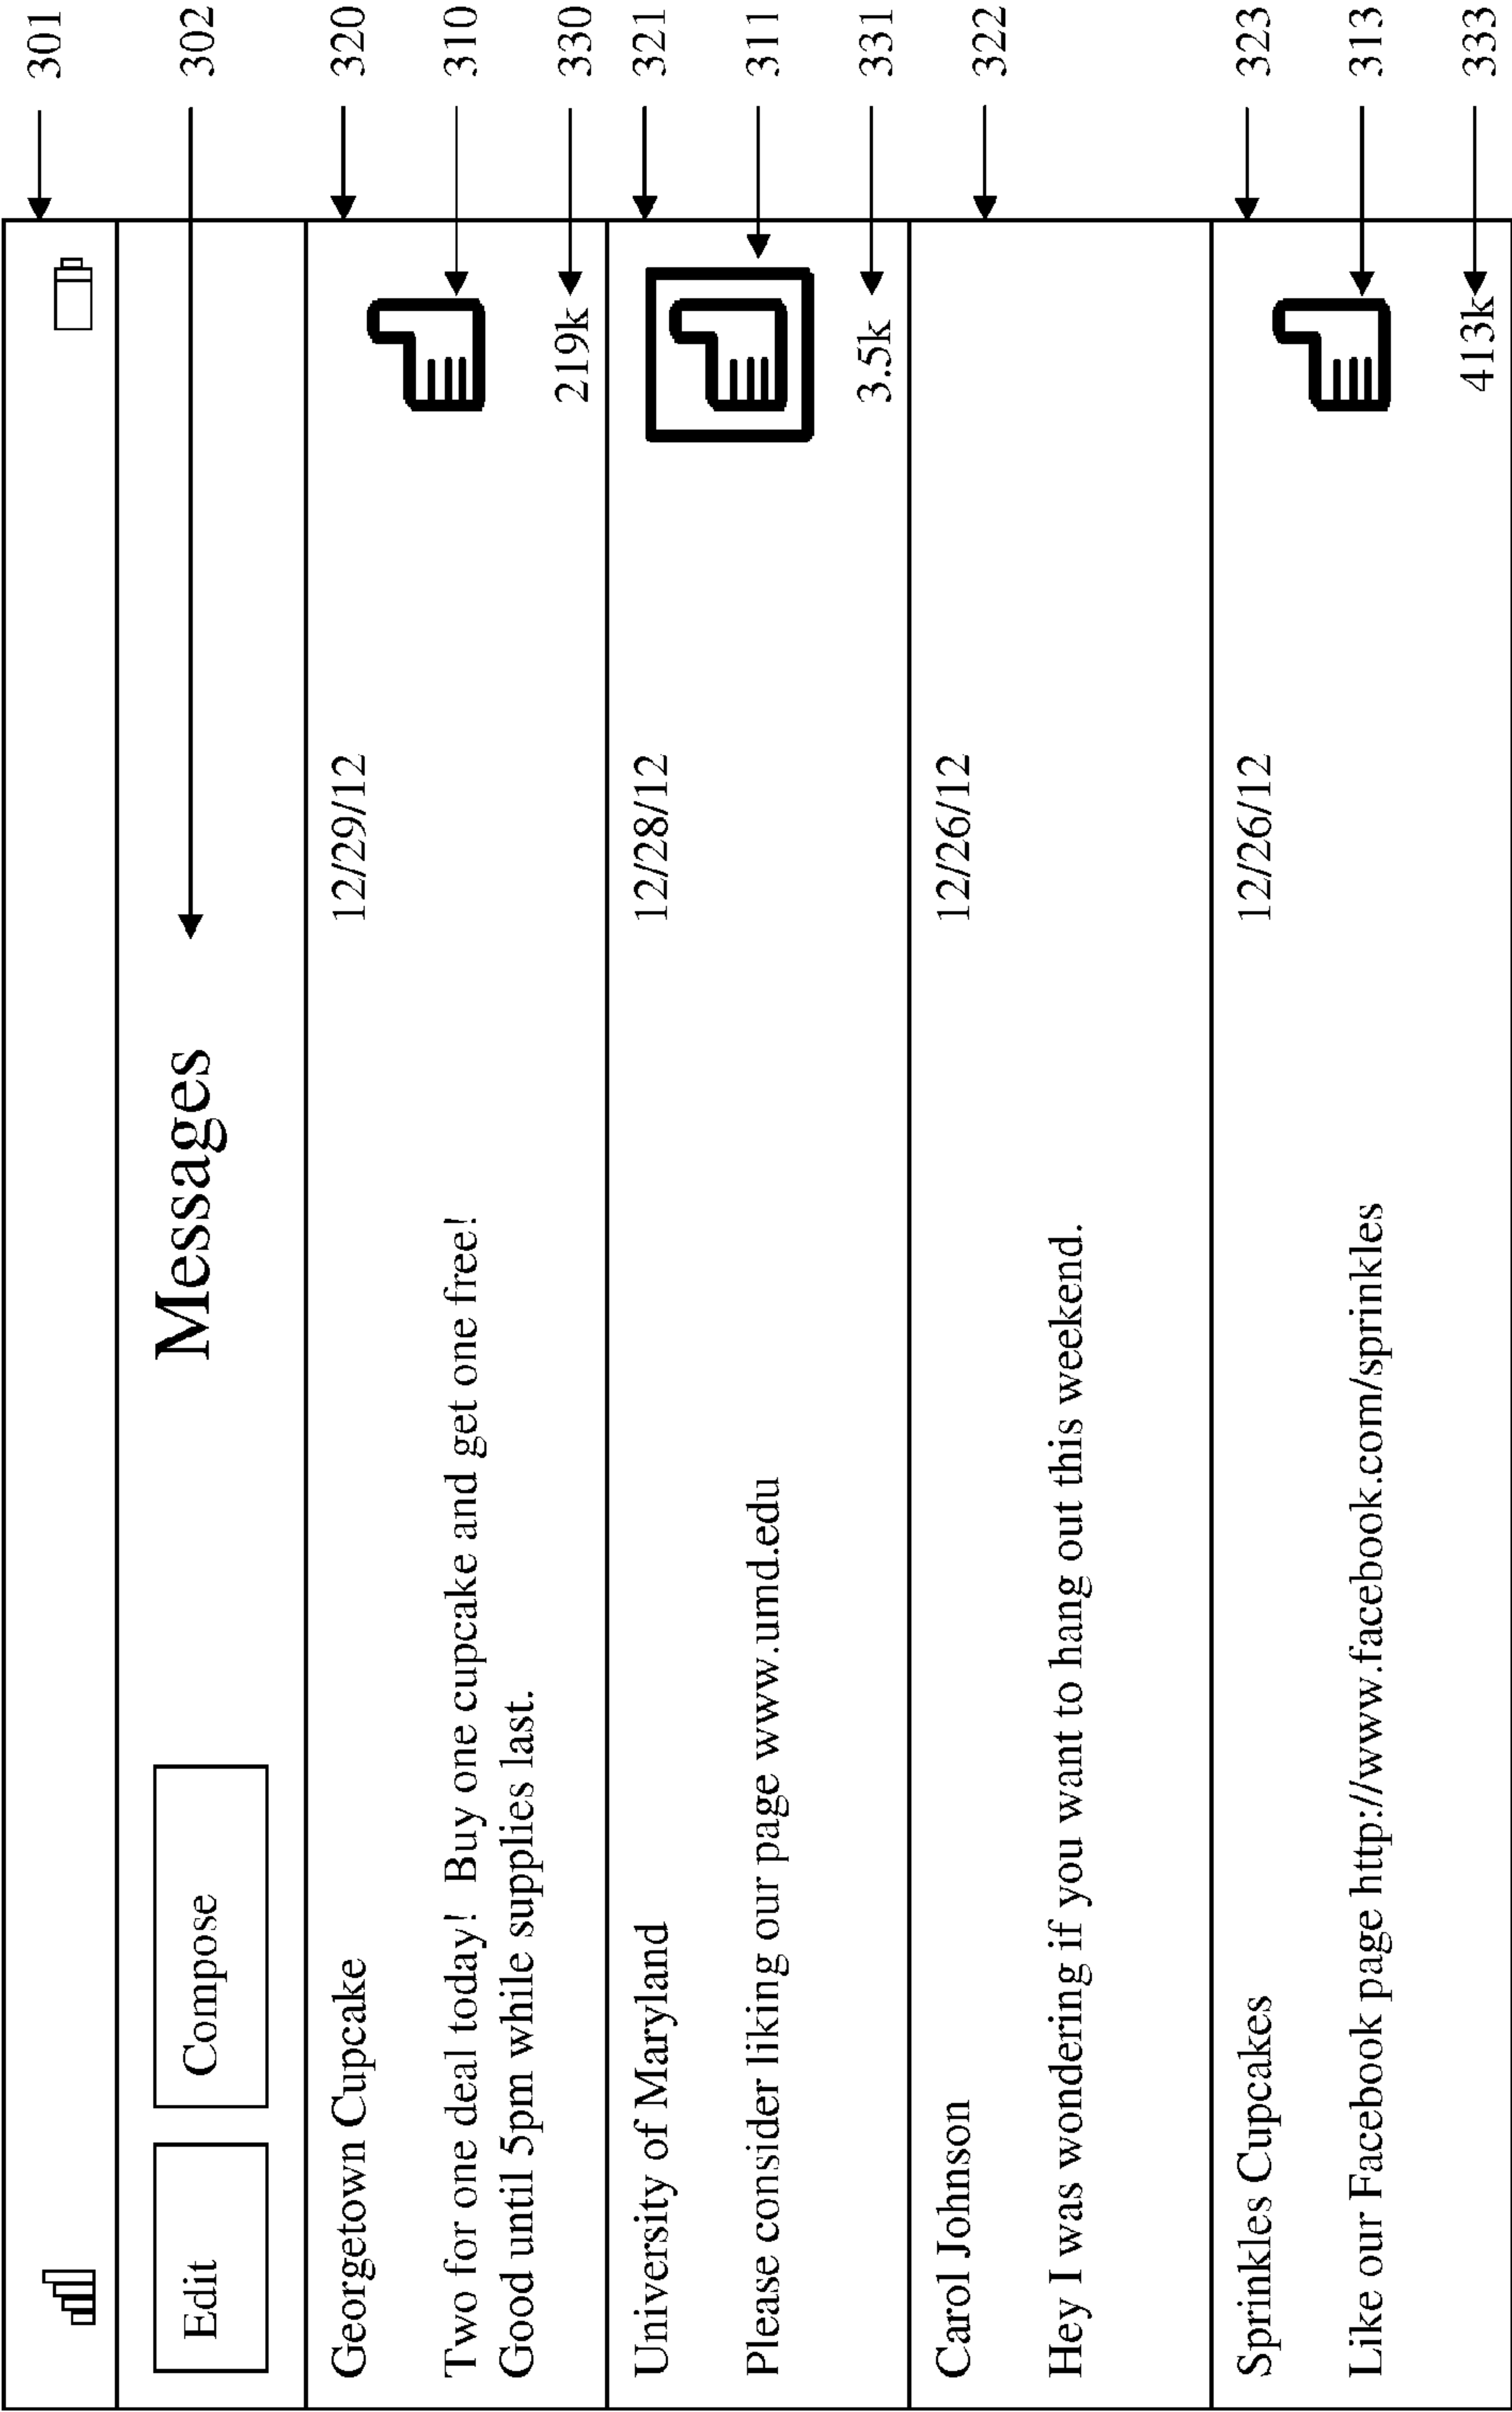 301
Edit
Compose
Messages
302
Georgetown Cupcake
12/29/12
320
Two for one deal today!  Buy one cupcake and get one free!
310
Good until 5pm while supplies last.
219k
330
University of Maryland
12/28/12
321
Please consider liking our page www.umd.edu
311
3.5k
331
Carol Johnson
12/26/12
322
Hey I was wondering if you want to hang out this weekend.
Sprinkles Cupcakes
12/26/12
323
Like our Facebook page http://www.facebook.com/sprinkles
313
413k
333